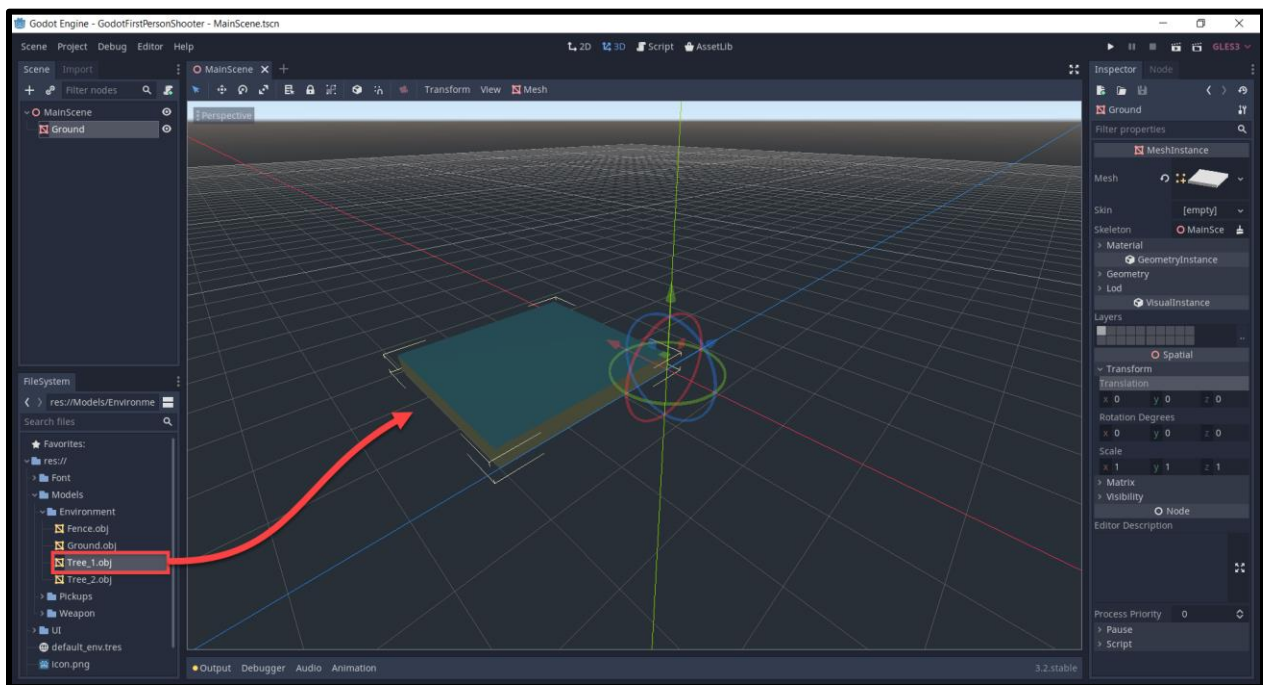 Godot Engine - GodotFirstPersonShooter - MainScene.tscn
Scene Project Debug Editor Help
2D 3D Script AssetLib
GLES3
Scene Import
Filter nodes
MainScene
Ground
MainScene
Transform View Mesh
Perspective
FileSystem
res://Models/Environme
Search files
Favorites:
res://
Font
Models
Environment
Fence.obj
Ground.obj
Tree_1.obj
Tree_2.obj
Pickups
Weapon
UI
default_env.tres
icon.png
Output Debugger Audio Animation
3.2.stable
Inspector Node
Ground
Filter properties
MeshInstance
Mesh
Skin [empty]
Skeleton MainSce
Material
GeometryInstance
Geometry
Lod
VisualInstance
Layers
..
Spatial
Transform
Translation
x 0 y 0 z 0
Rotation Degrees
x 0 y 0 z 0
Scale
x 1 y 1 z 1
Matrix
Visibility
Node
Editor Description
Process Priority 0
Pause
Script